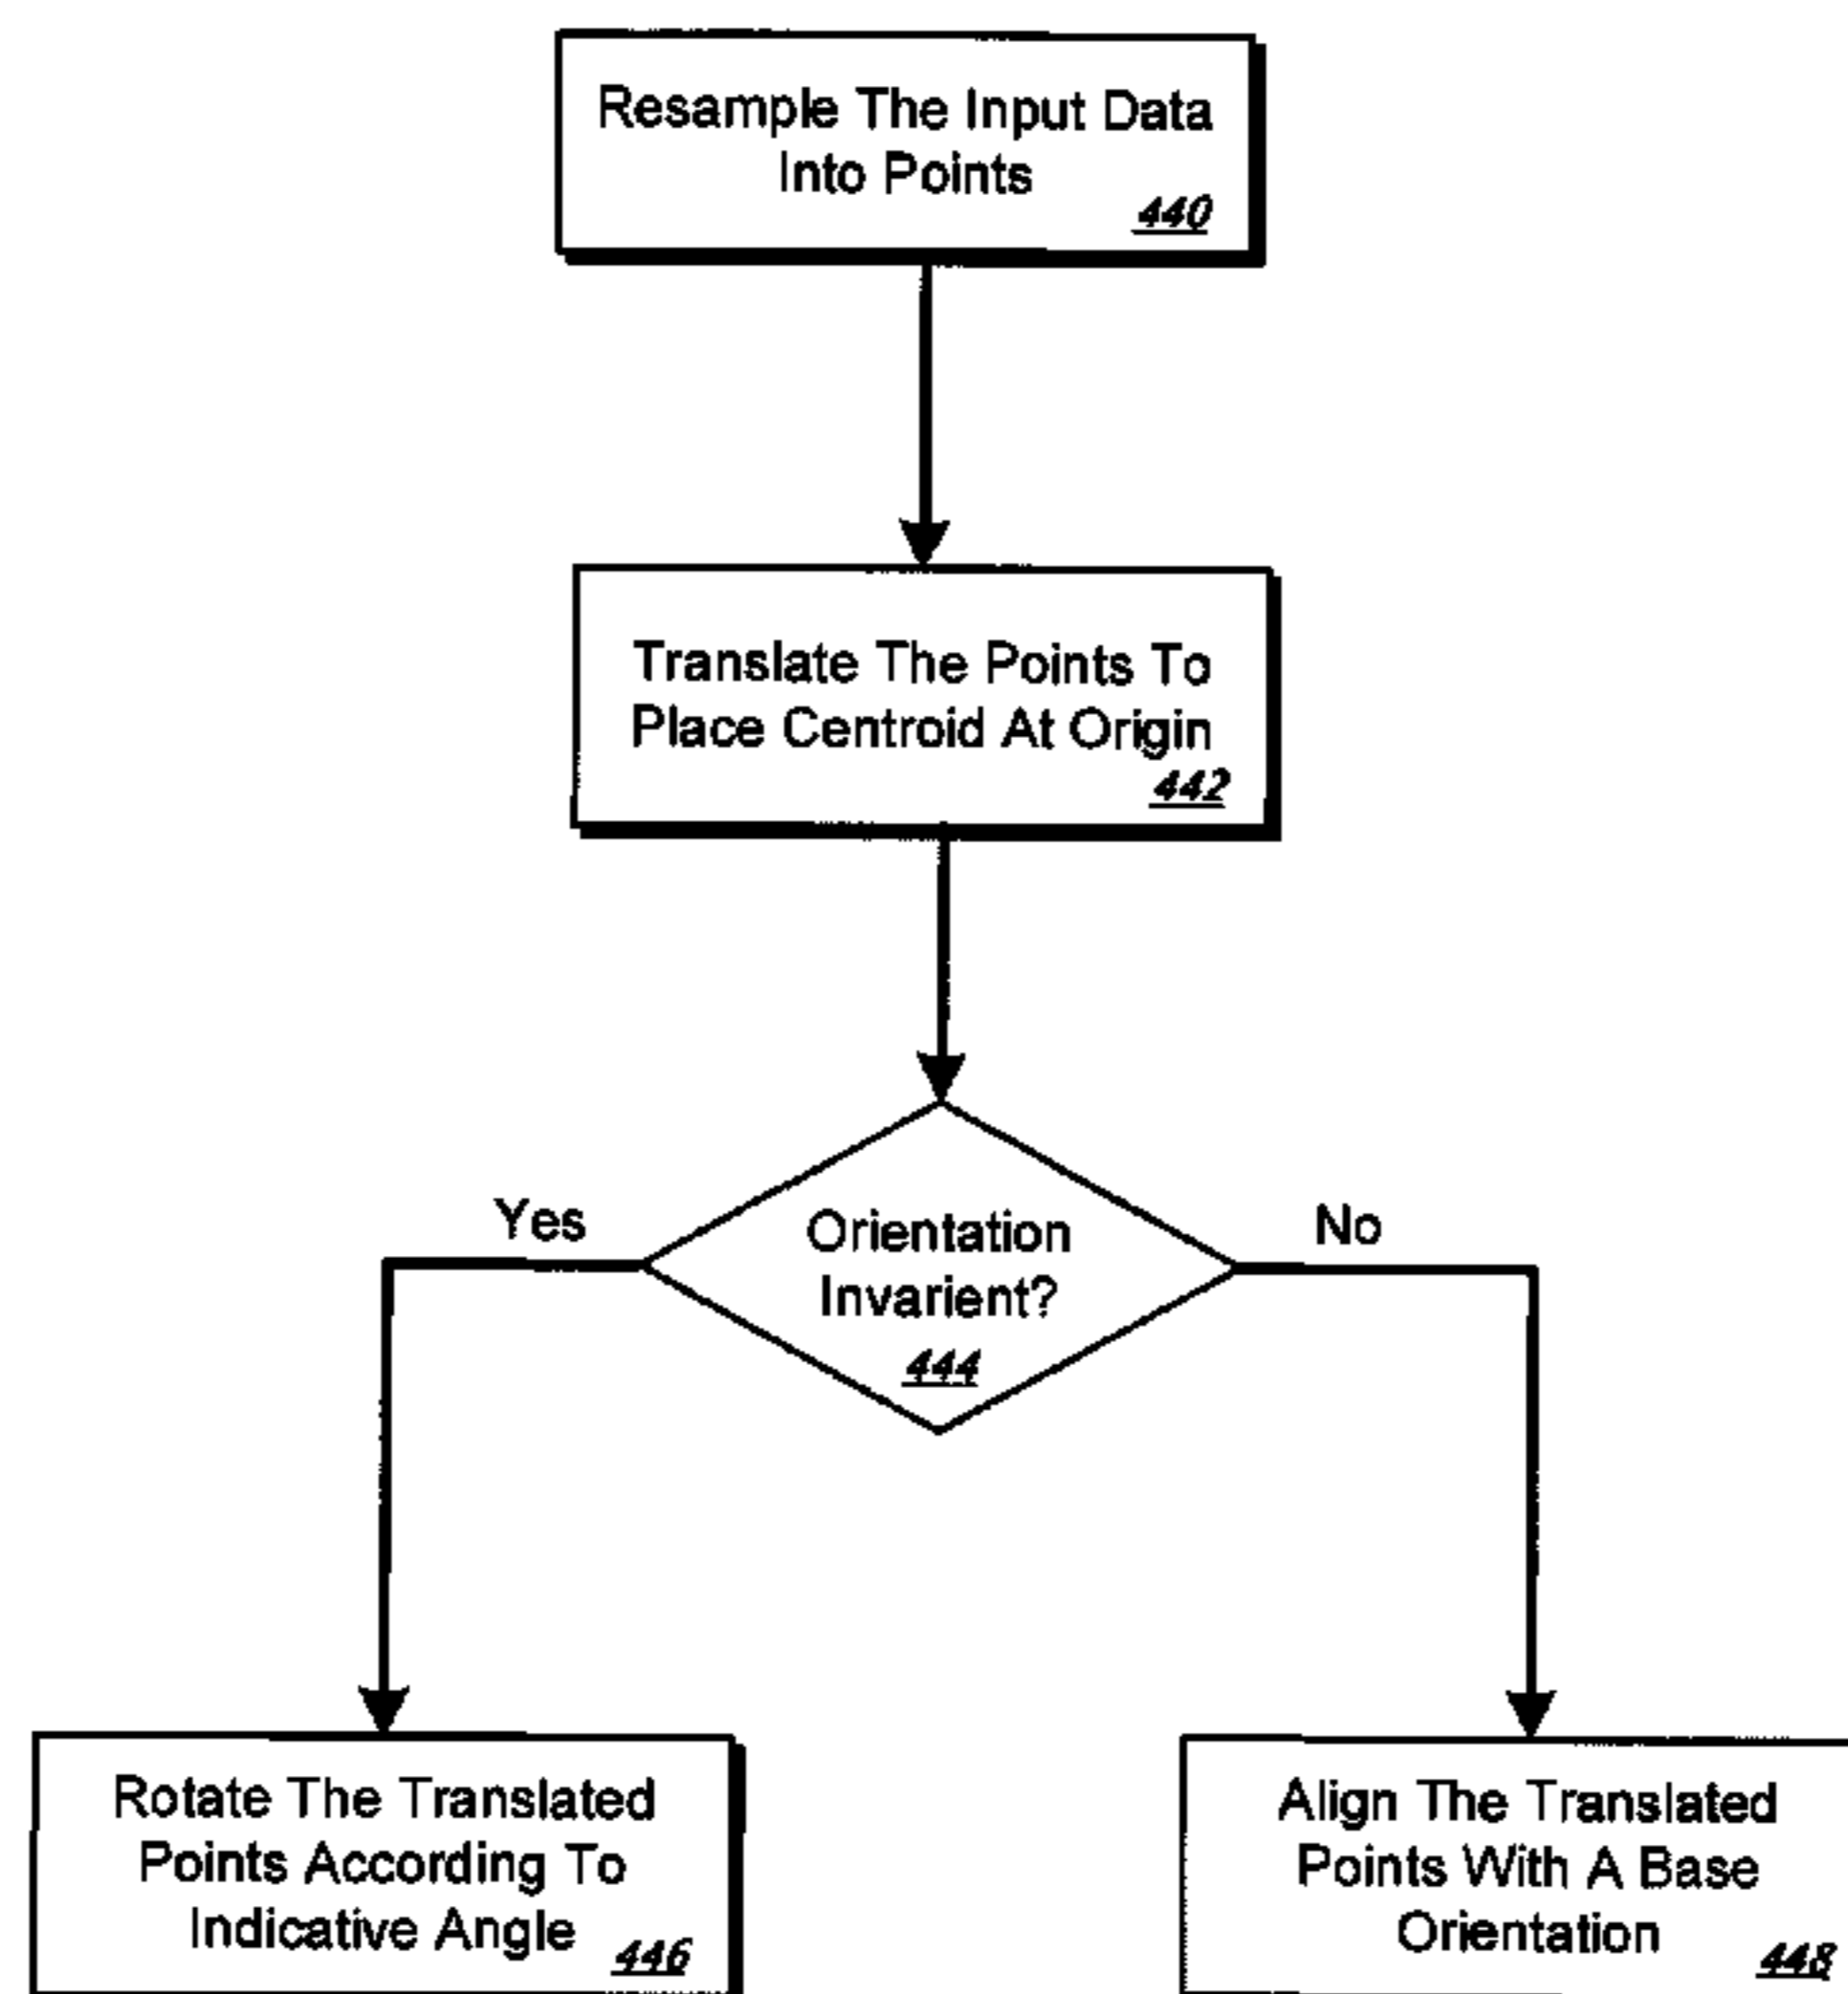 Resample The Input Data
Into Points
440
Translate The Points To
Place Centroid At Origin
442
Yes
Orientation
Invarient?
444
No
Rotate The Translated
Points According To
Indicative Angle
446
Align The Translated
Points With A Base
Orientation
448